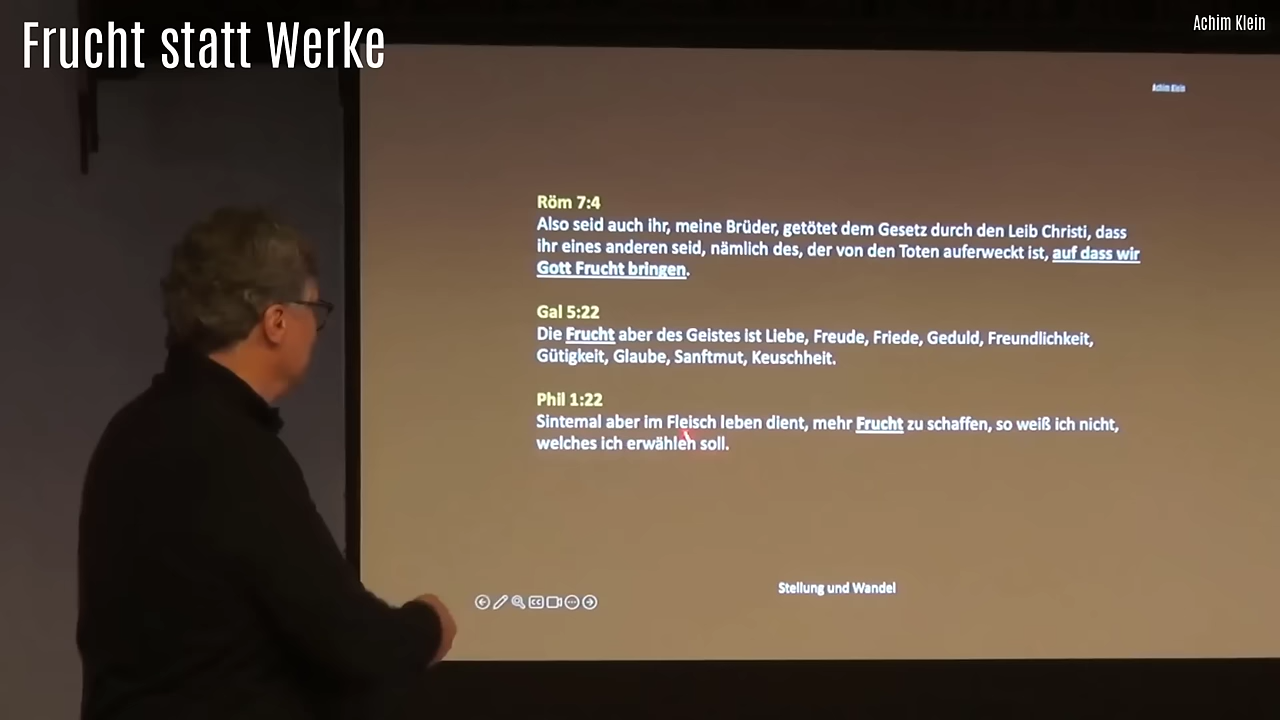 Frucht statt Werke
Achim Klein
Achim Klein
Röm 7:4
Also seid auch ihr, meine Brüder, getötet dem Gesetz durch den Leib Christi, dass
ihr eines anderen seid, nämlich des, der von den Toten auferweckt ist, auf dass wir
Gott Frucht bringen.
Gal 5:22
Die Frucht aber des Geistes ist Liebe, Freude, Friede, Geduld, Freundlichkeit,
Gütigkeit, Glaube, Sanftmut, Keuschheit.
Phil 1:22
Sintemal aber im Fleisch leben dient, mehr Frucht zu schaffen, so weiß ich nicht,
welches ich erwählen soll.
Stellung und Wandel
CC